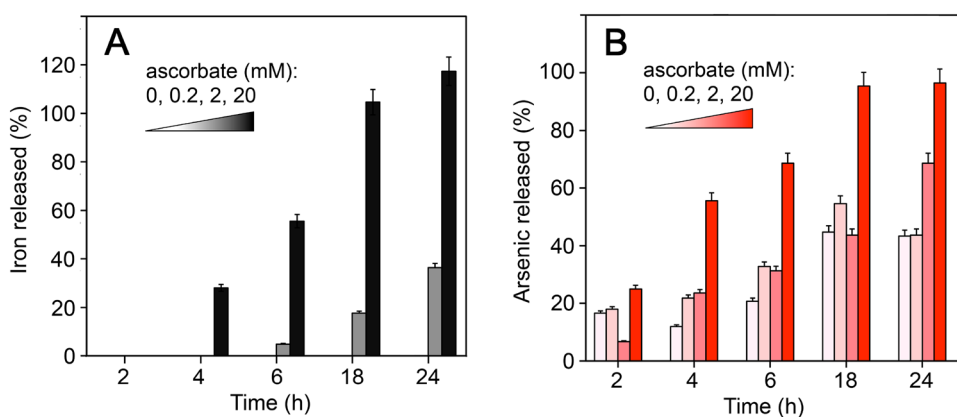 A
ascorbate (mM):
0, 0.2, 2, 20
Iron released (%)
120
100
80
60
40
20
0
2 4 6 18 24
Time (h)
B
ascorbate (mM):
0, 0.2, 2, 20
Arsenic released (%)
100
80
60
40
20
0
2 4 6 18 24
Time (h)